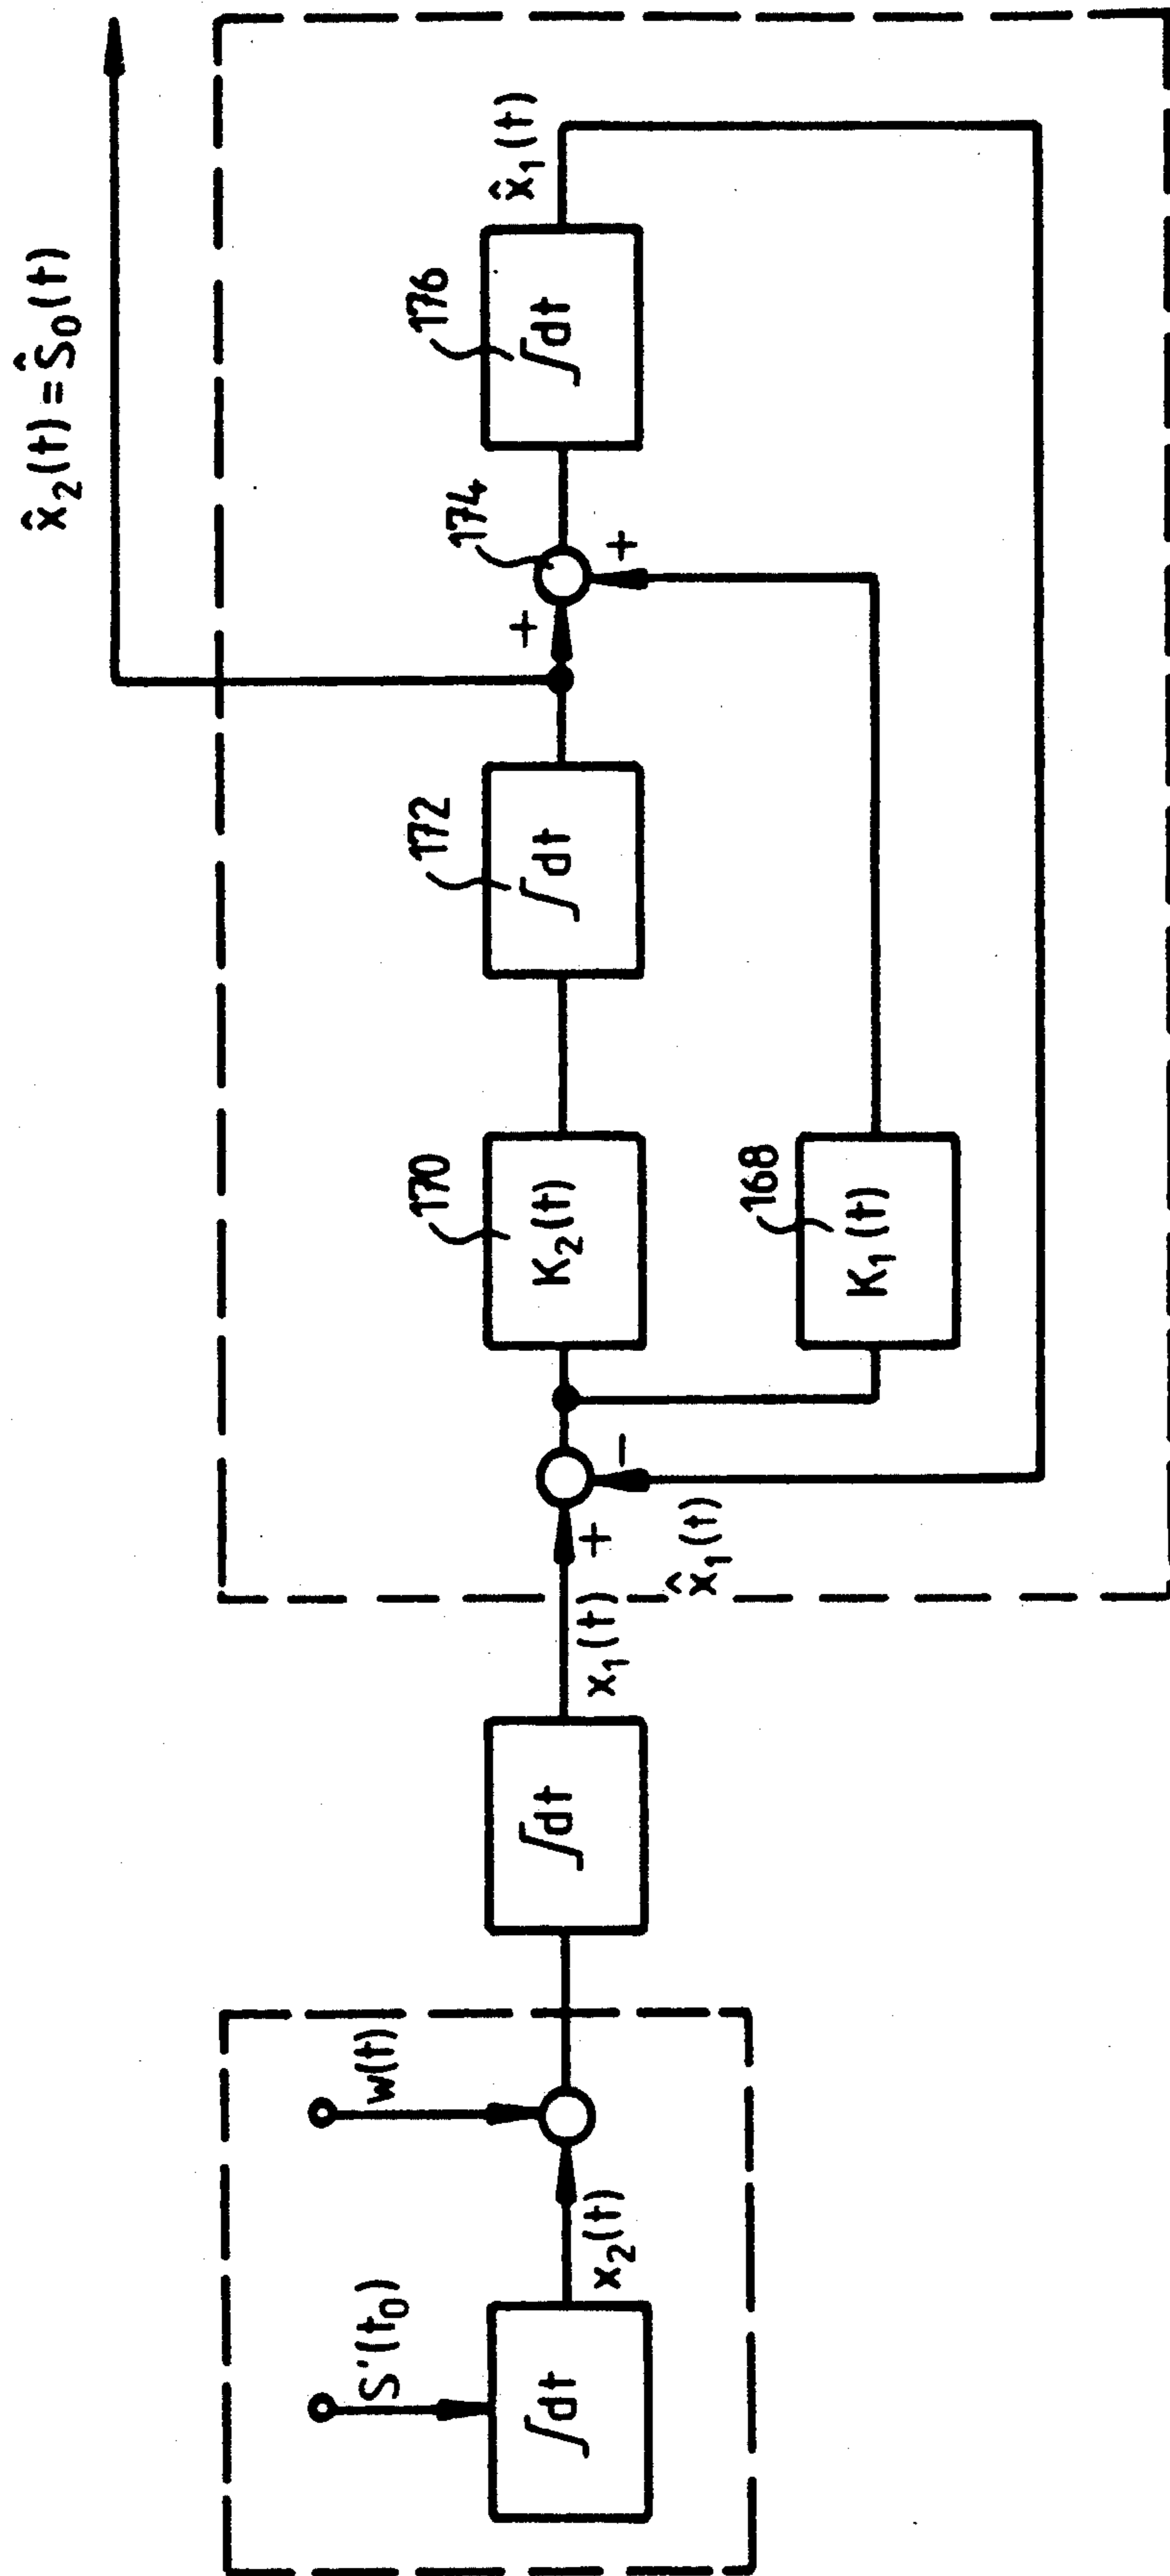 S'(t₀)
∫dt
x₂(t)
w(t)
∫dt
x₁(t)
+
−
x̂₁(t)
K₂(t)
170
K₁(t)
168
∫dt
172
+
+
174
∫dt
176
x̂₁(t)
x̂₂(t) = Ŝ₀(t)